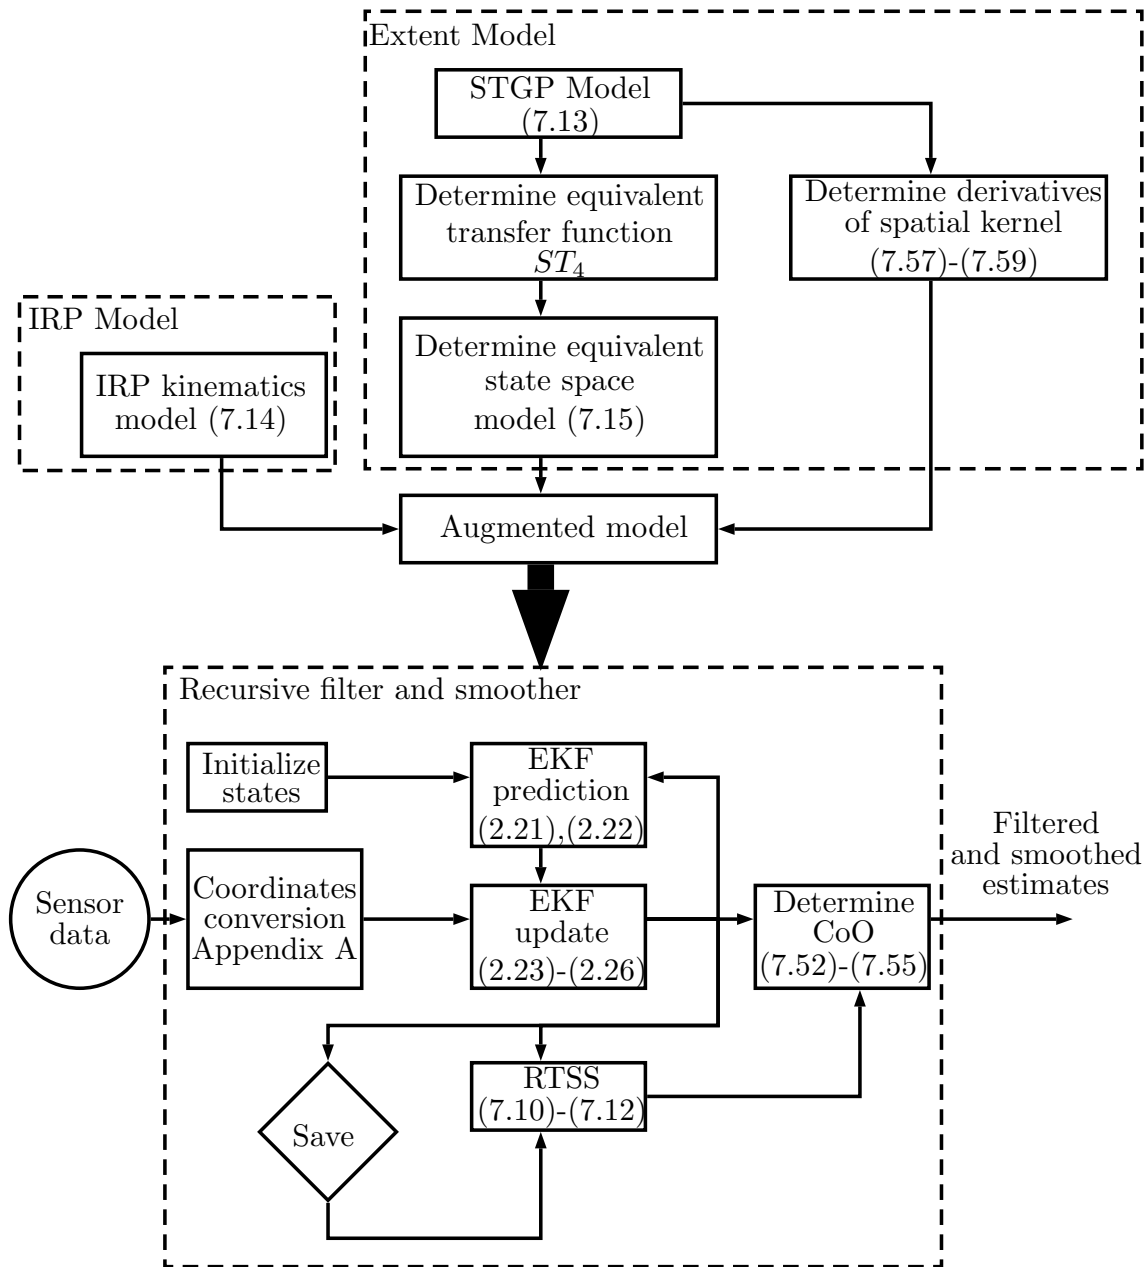 Extent Model
STGP Model
(7.13)
Determine equivalent
transfer function
ST₄
Determine derivatives
of spatial kernel
(7.57)-(7.59)
IRP Model
IRP kinematics
model (7.14)
Determine equivalent
state space
model (7.15)
Augmented model
Recursive filter and smoother
Initialize
states
EKF
prediction
(2.21),(2.22)
Sensor
data
Coordinates
conversion
Appendix A
EKF
update
(2.23)-(2.26)
Determine
CoO
(7.52)-(7.55)
Filtered
and smoothed
estimates
Save
RTSS
(7.10)-(7.12)